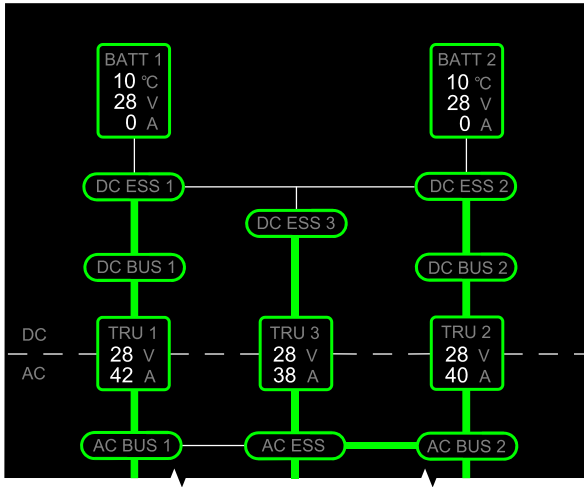 BATT 1
10 °C
28 V
0 A
BATT 2
10 °C
28 V
0 A
DC ESS 1
DC ESS 2
DC ESS 3
DC BUS 1
DC BUS 2
DC
AC
TRU 1
28 V
42 A
TRU 3
28 V
38 A
TRU 2
28 V
40 A
AC BUS 1
AC ESS
AC BUS 2